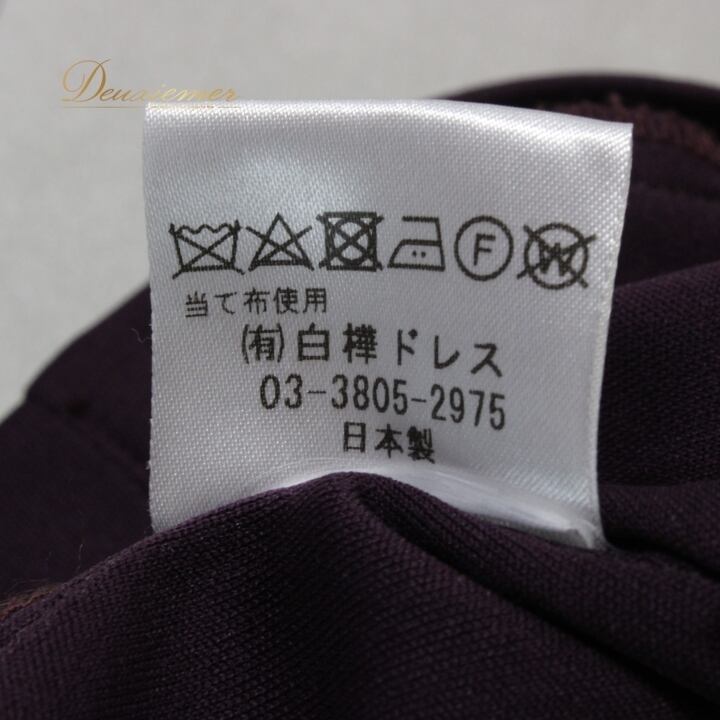 Deuxiemer
F
W
当て布使用
(有)白樺ドレス
03-3805-2975
日本製